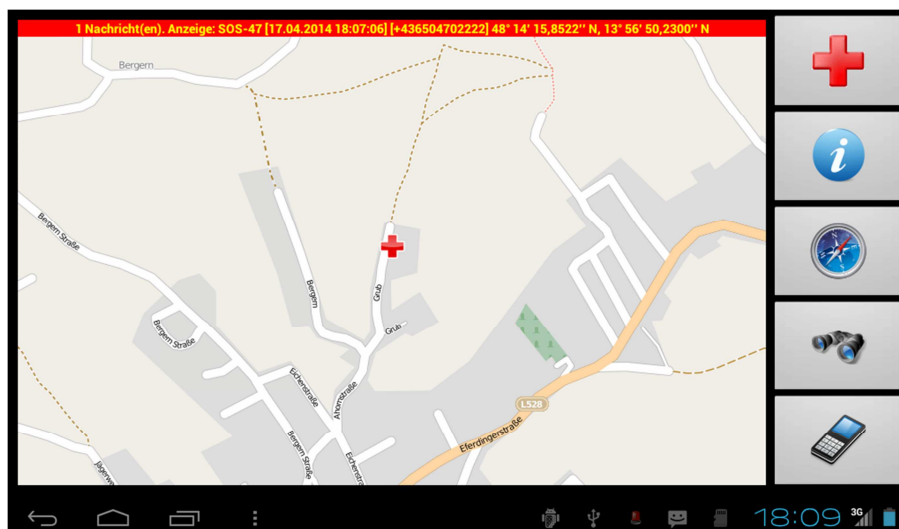 1 Nachricht(en). Anzeige: SOS-47 [17.04.2014 18:07:06] [+436504702222] 48° 14' 15,8522'' N, 13° 56' 50,2300'' N
Bergern
Bergern Straße
Bergern
Grub
Grub
Bergern Straße
Eichenstraße
Ahornstraße
L528
Eferdingerstraße
Bergern Straße
Eichenstra
Jägerwe
i
18:09
3G